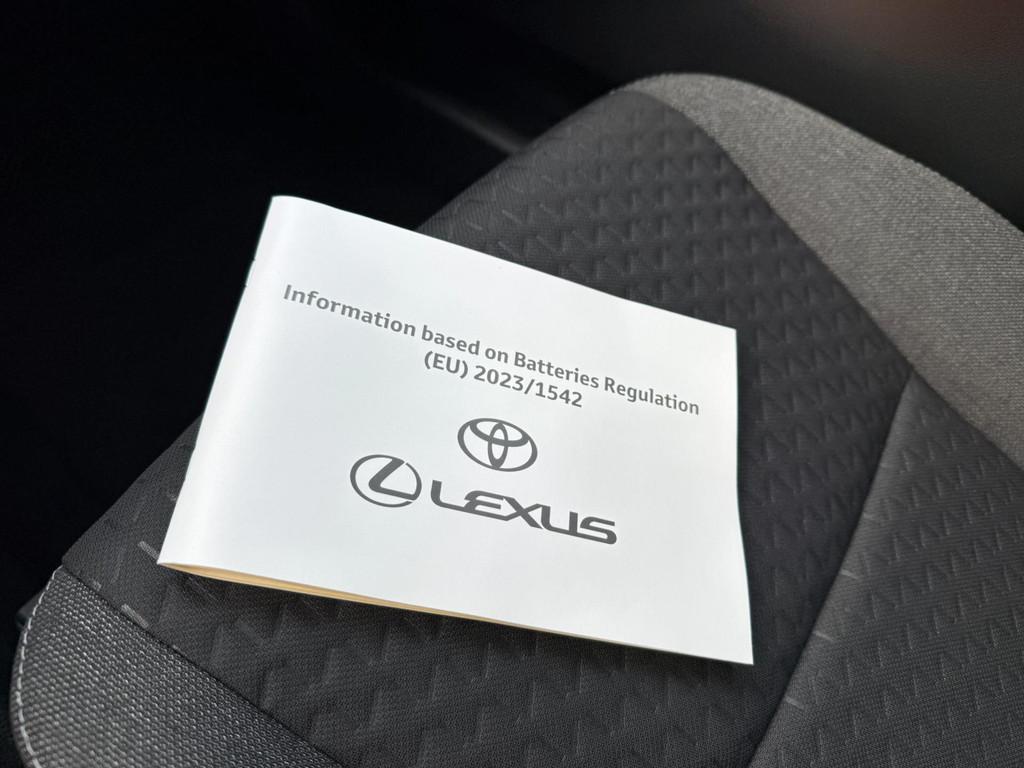 Information based on Batteries Regulation
(EU) 2023/1542
LEXUS